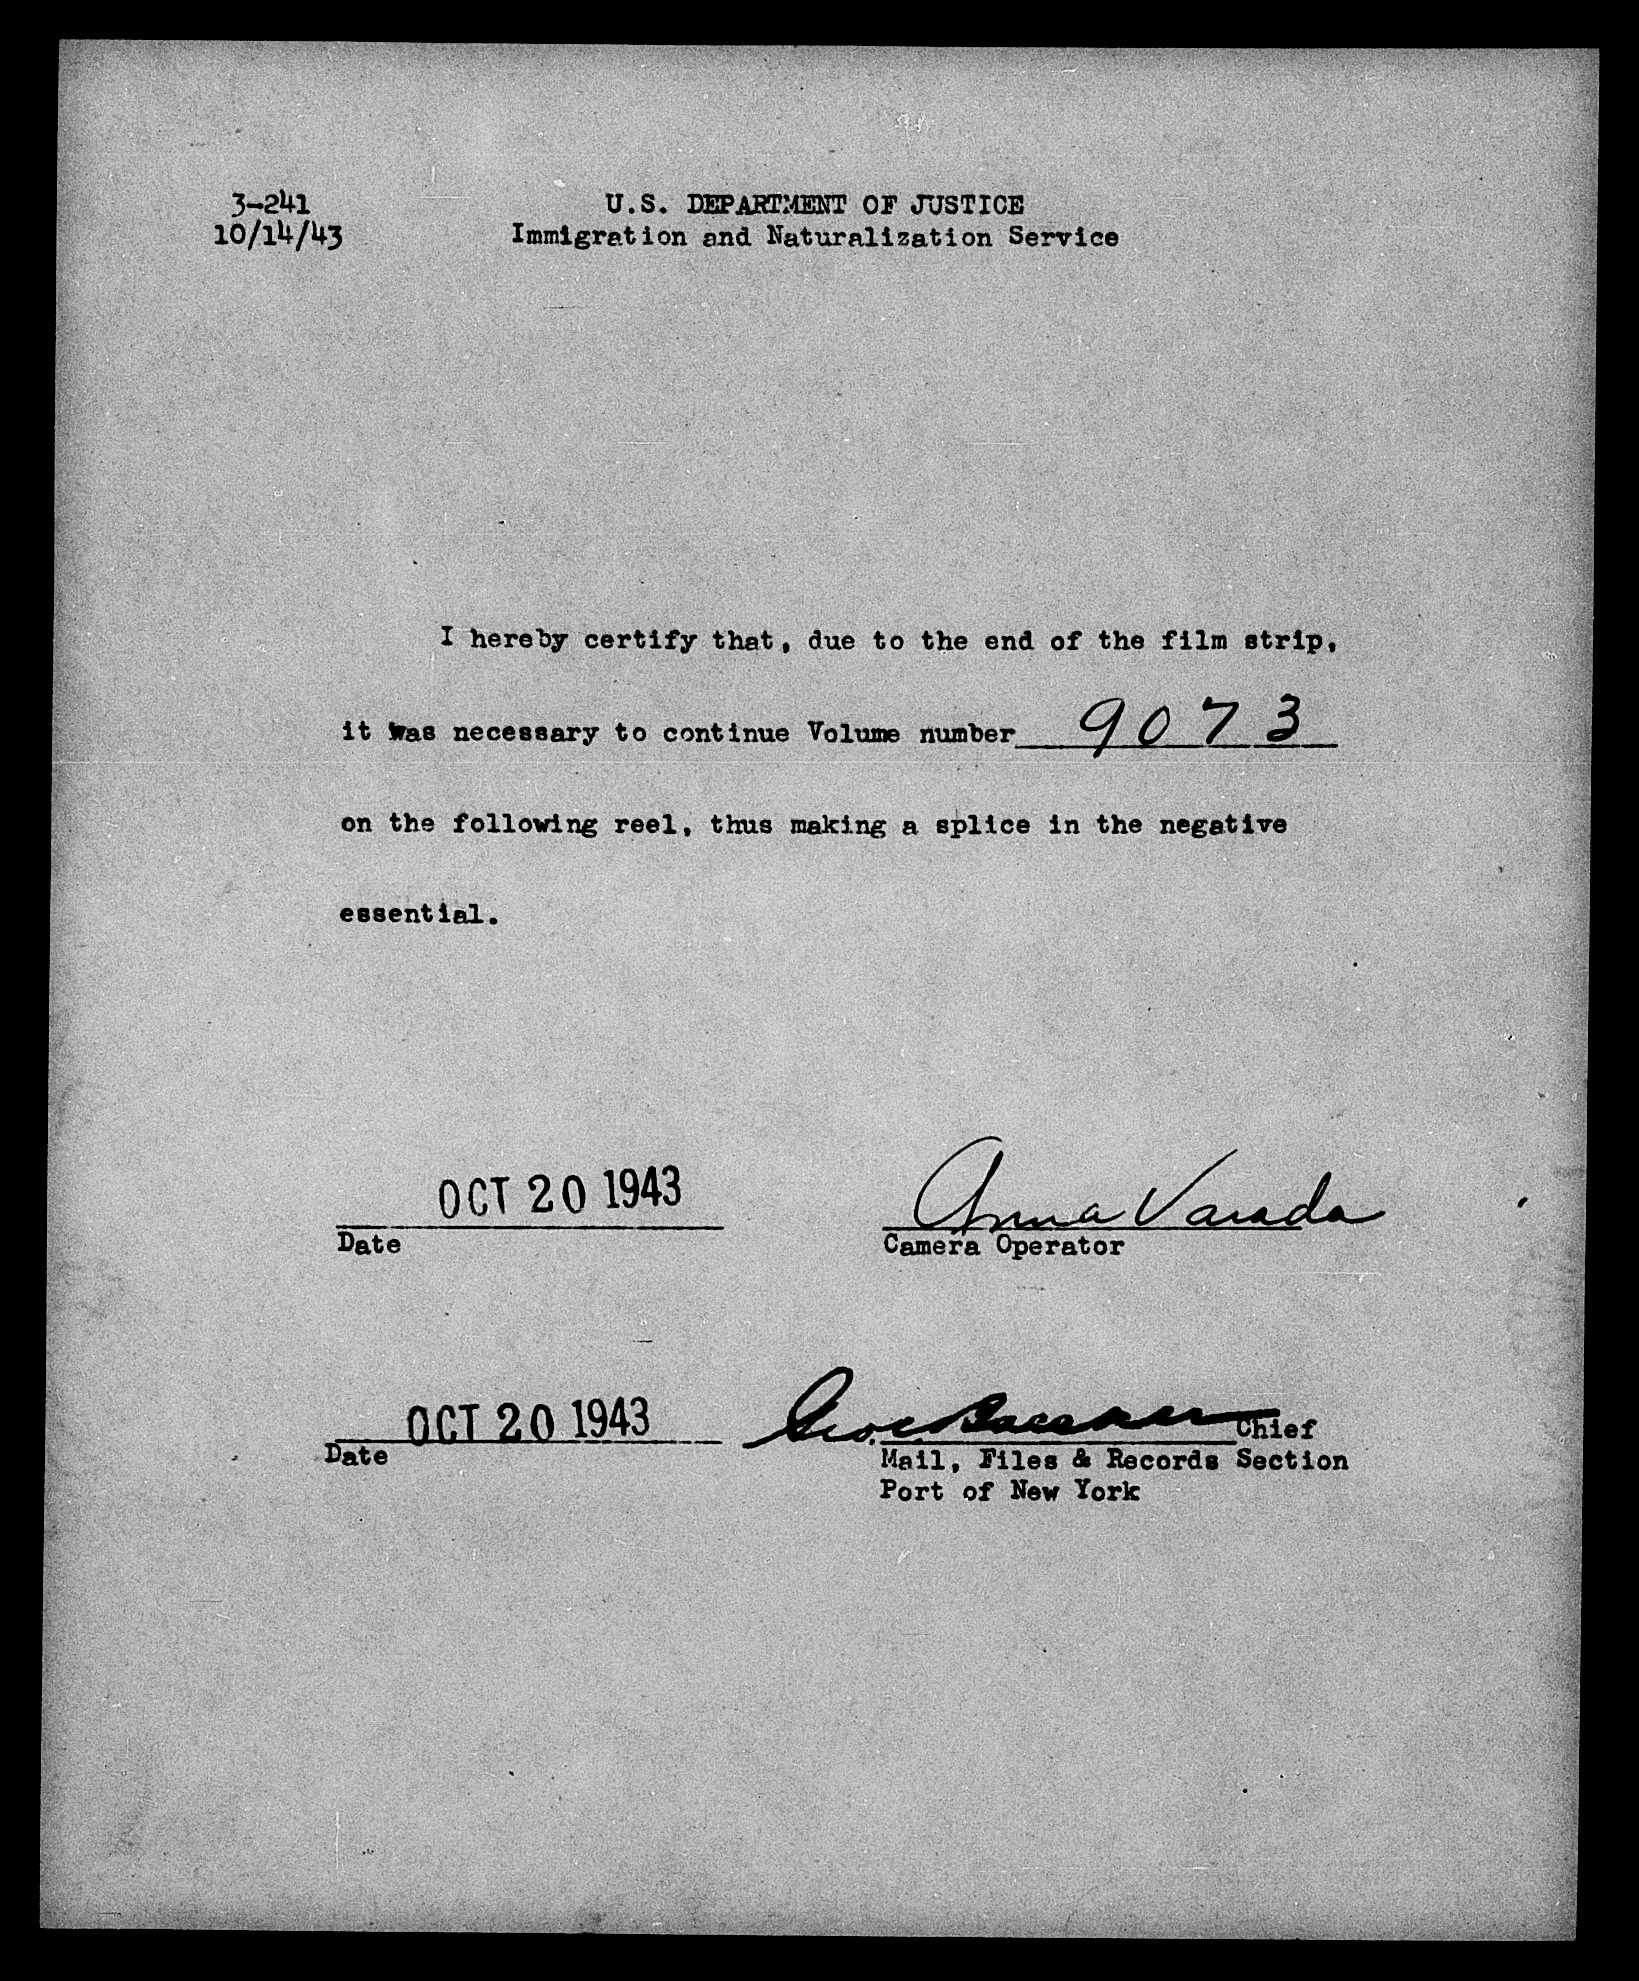 3-241
10/14/43
U.S. DEPARTMENT OF JUSTICE
Immigration and Naturalization Service
I hereby certify that, due to the end of the film strip,
it was necessary to continue Volume number 9073
on the following reel, thus making a splice in the negative
essential.
OCT 20 1943
Date
Anna Varada
Camera Operator
OCT 20 1943
Date
Chief
Mail, Files & Records Section
Port of New York